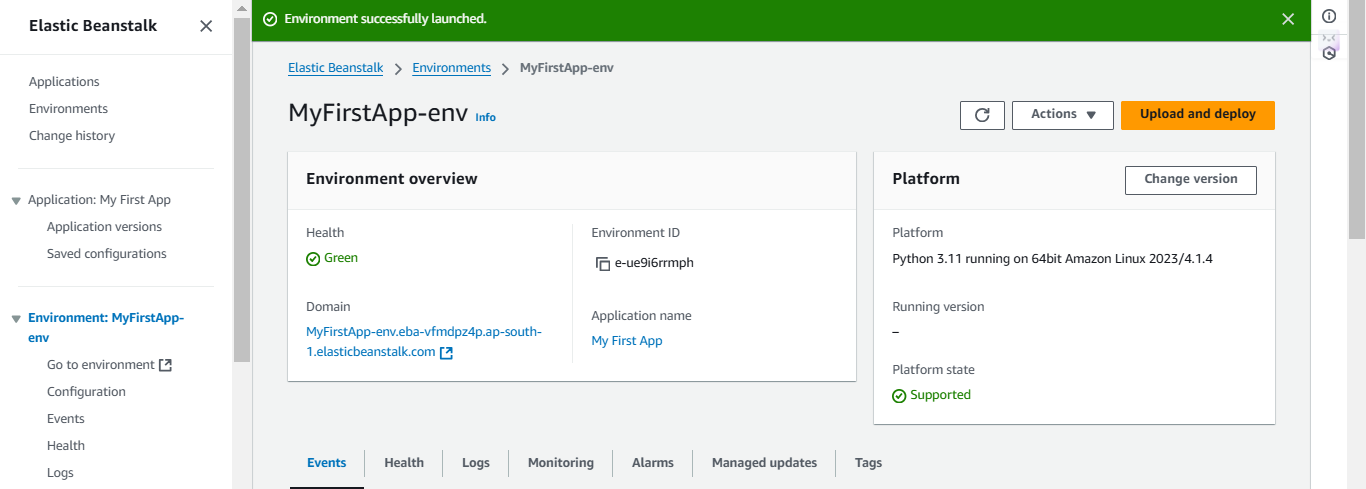 Elastic Beanstalk
Applications
Environments
Change history
Application: My First App
Application versions
Saved configurations
Environment: MyFirstApp-
env
Go to environment
Configuration
Events
Health
Logs
Environment successfully launched.
Elastic Beanstalk > Environments > MyFirstApp-env
MyFirstApp-env Info
Actions
Upload and deploy
Environment overview
Health
Green
Domain
MyFirstApp-env.eba-vfmdpz4p.ap-south-
1.elasticbeanstalk.com
Environment ID
e-ue9i6rrmph
Application name
My First App
Platform
Change version
Platform
Python 3.11 running on 64bit Amazon Linux 2023/4.1.4
Running version
–
Platform state
Supported
Events Health Logs Monitoring Alarms Managed updates Tags